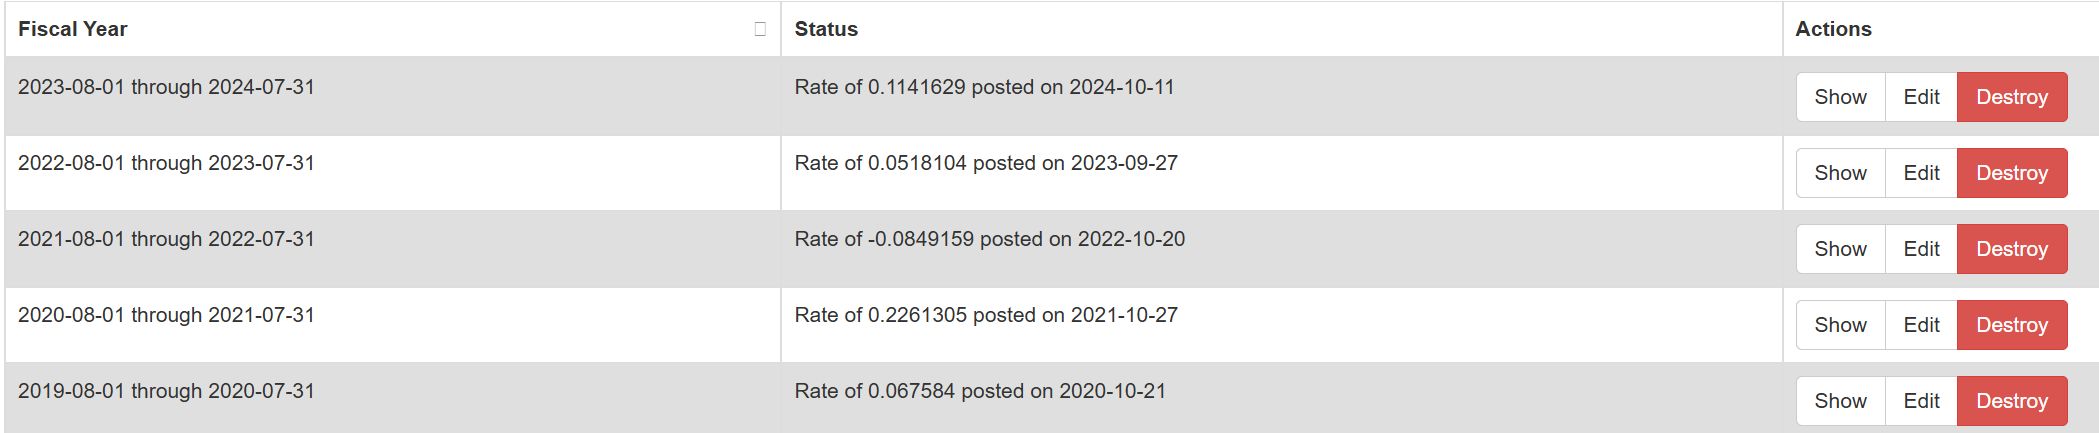 Fiscal Year Status Actions
2023-08-01 through 2024-07-31 Rate of 0.1141629 posted on 2024-10-11 Show Edit Destroy
2022-08-01 through 2023-07-31 Rate of 0.0518104 posted on 2023-09-27 Show Edit Destroy
2021-08-01 through 2022-07-31 Rate of -0.0849159 posted on 2022-10-20 Show Edit Destroy
2020-08-01 through 2021-07-31 Rate of 0.2261305 posted on 2021-10-27 Show Edit Destroy
2019-08-01 through 2020-07-31 Rate of 0.067584 posted on 2020-10-21 Show Edit Destroy